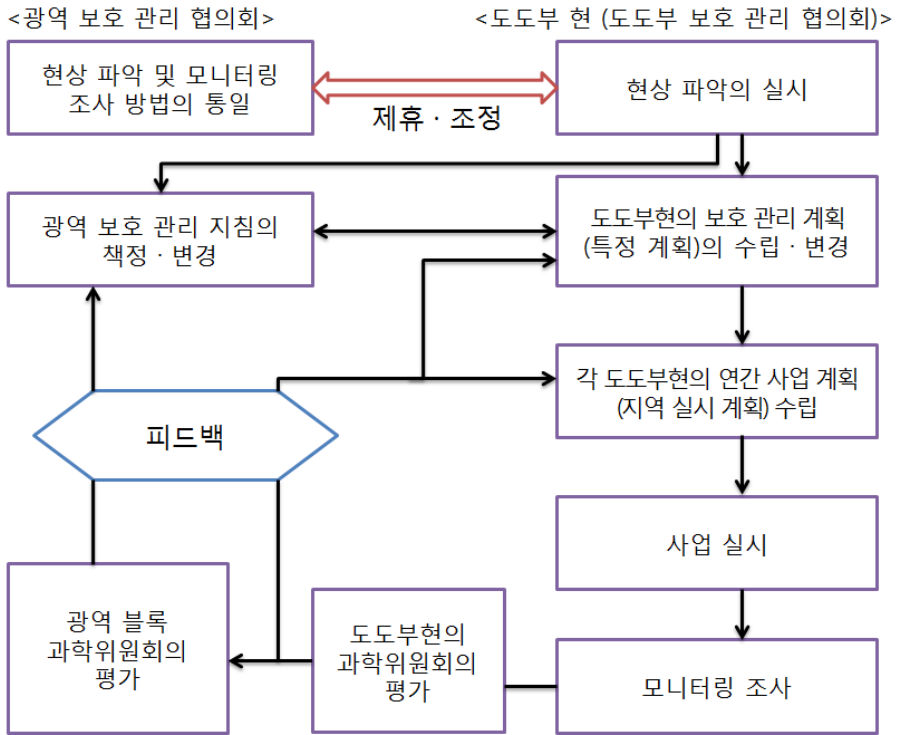 <광역 보호 관리 협의회>
<도도부 현 (도도부 보호 관리 협의회)>
현상 파악 및 모니터링
조사 방법의 통일
제휴 · 조정
현상 파악의 실시
광역 보호 관리 지침의
책정 · 변경
도도부현의 보호 관리 계획
(특정 계획)의 수립 · 변경
각 도도부현의 연간 사업 계획
(지역 실시 계획) 수립
피드백
사업 실시
광역 블록
과학위원회의
평가
도도부현의
과학위원회의
평가
모니터링 조사